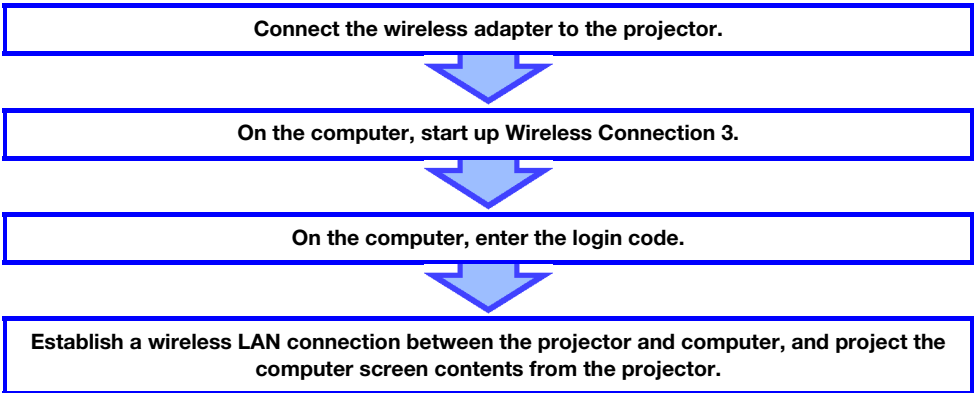 Connect the wireless adapter to the projector.
On the computer, start up Wireless Connection 3.
On the computer, enter the login code.
Establish a wireless LAN connection between the projector and computer, and project the
computer screen contents from the projector.